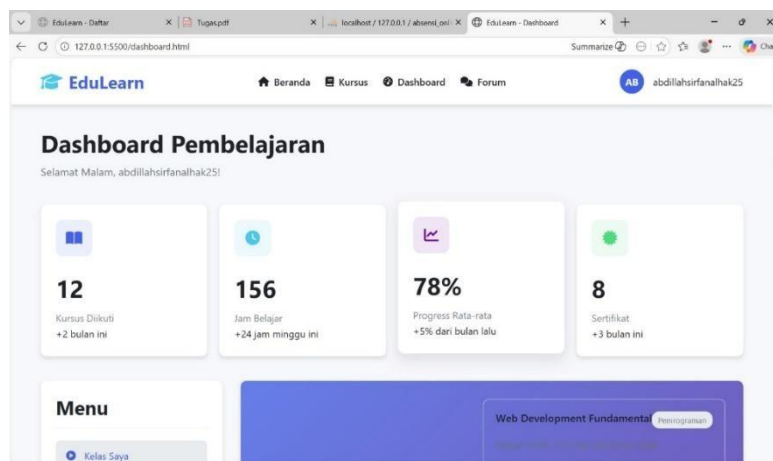 EduLearn - Daftar
Tugas.pdf
localhost / 127.0.0.1 / absensi_onli
EduLearn - Dashboard
127.0.0.1:5500/dashboard.html
Summarize
EduLearn
Beranda
Kursus
Dashboard
Forum
AB
abdillahsirfanalhak25
Dashboard Pembelajaran
Selamat Malam, abdillahsirfanalhak25!
12
Kursus Diikuti
+2 bulan ini
156
Jam Belajar
+24 jam minggu ini
78%
Progress Rata-rata
+5% dari bulan lalu
8
Sertifikat
+3 bulan ini
Menu
Kelas Saya
Web Development Fundamental
Pemrograman